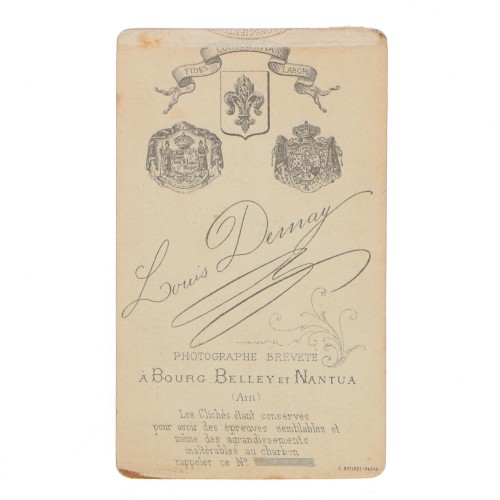 FIDES
LABOR
Louis Demay
PHOTOGRAPHE BREVETÉ
À BOURG BELLEY ET NANTUA
(AIN)
Les Clichés étant conservés
pour avoir des épreuves semblables et
même des agrandissements
inaltérables au charbon
rappeler ce No